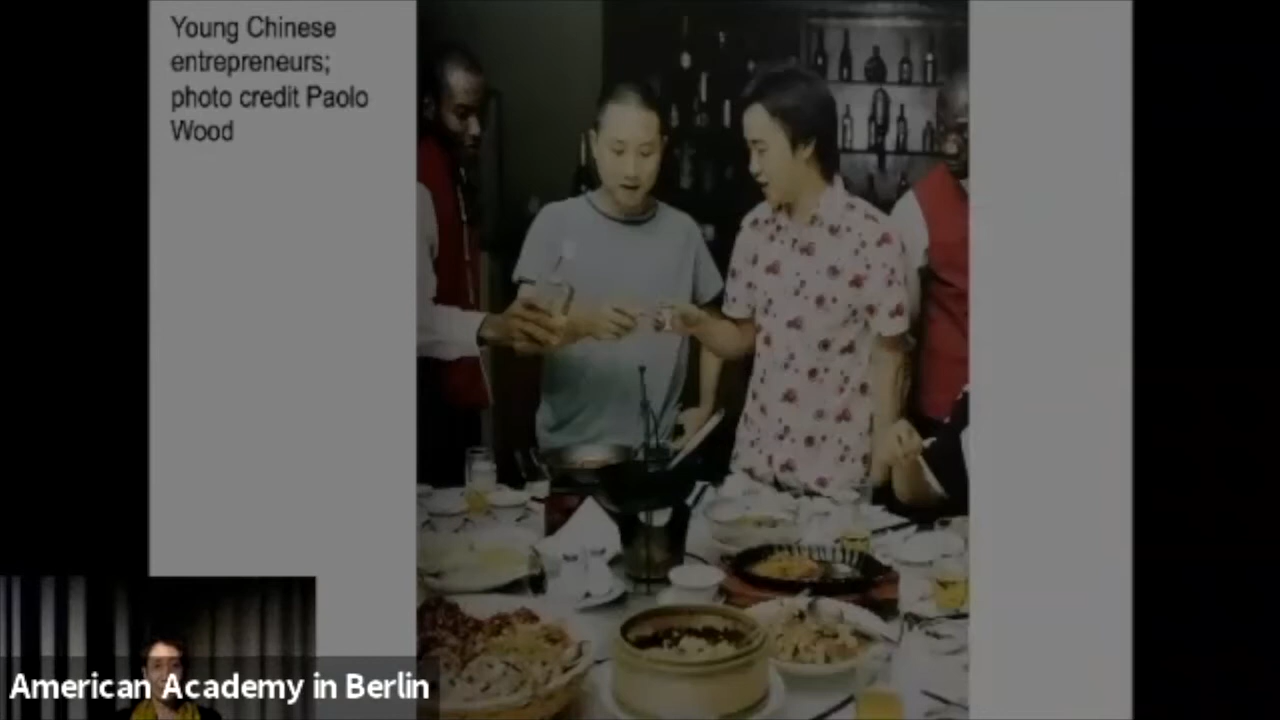 Young Chinese
entrepreneurs;
photo credit Paolo
Wood
American Academy in Berlin